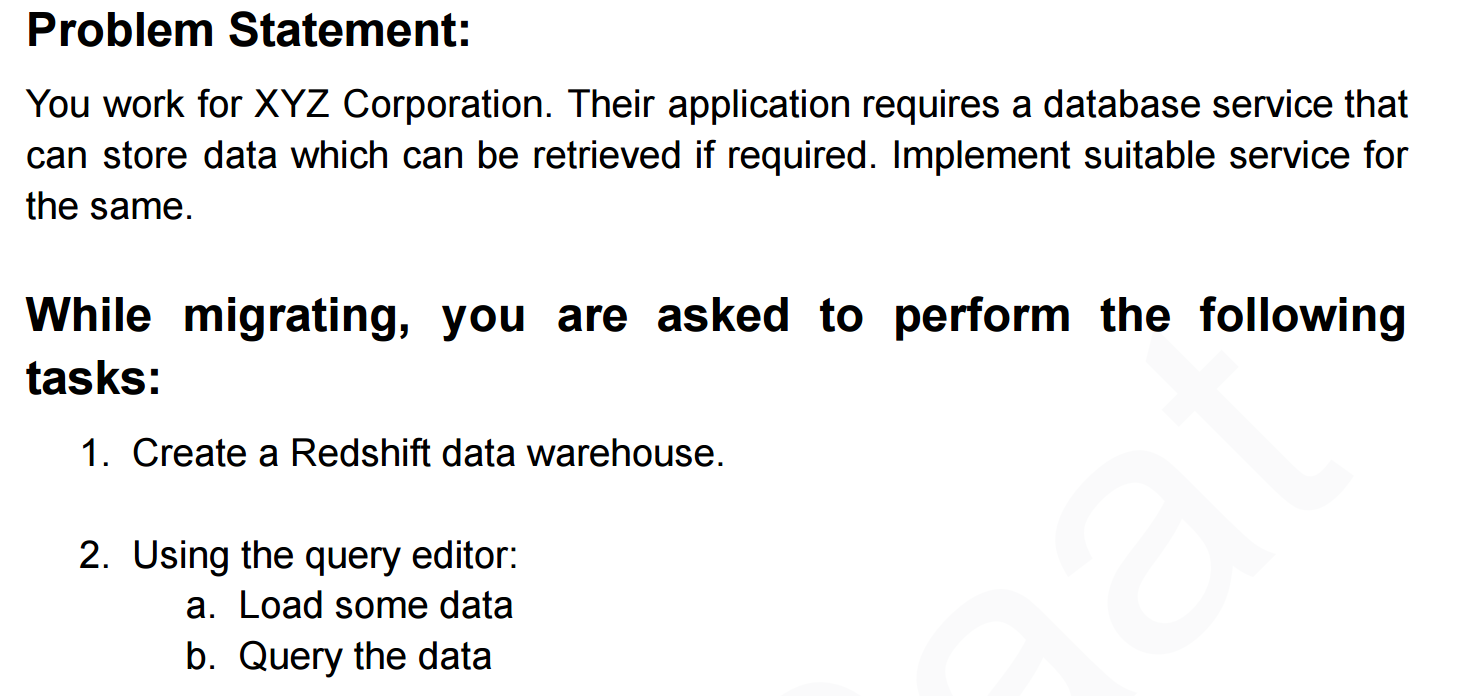 Problem Statement:
You work for XYZ Corporation. Their application requires a database service that
can store data which can be retrieved if required. Implement suitable service for
the same.
While migrating, you are asked to perform the following
tasks:
1. Create a Redshift data warehouse.
2. Using the query editor:
a. Load some data
b. Query the data